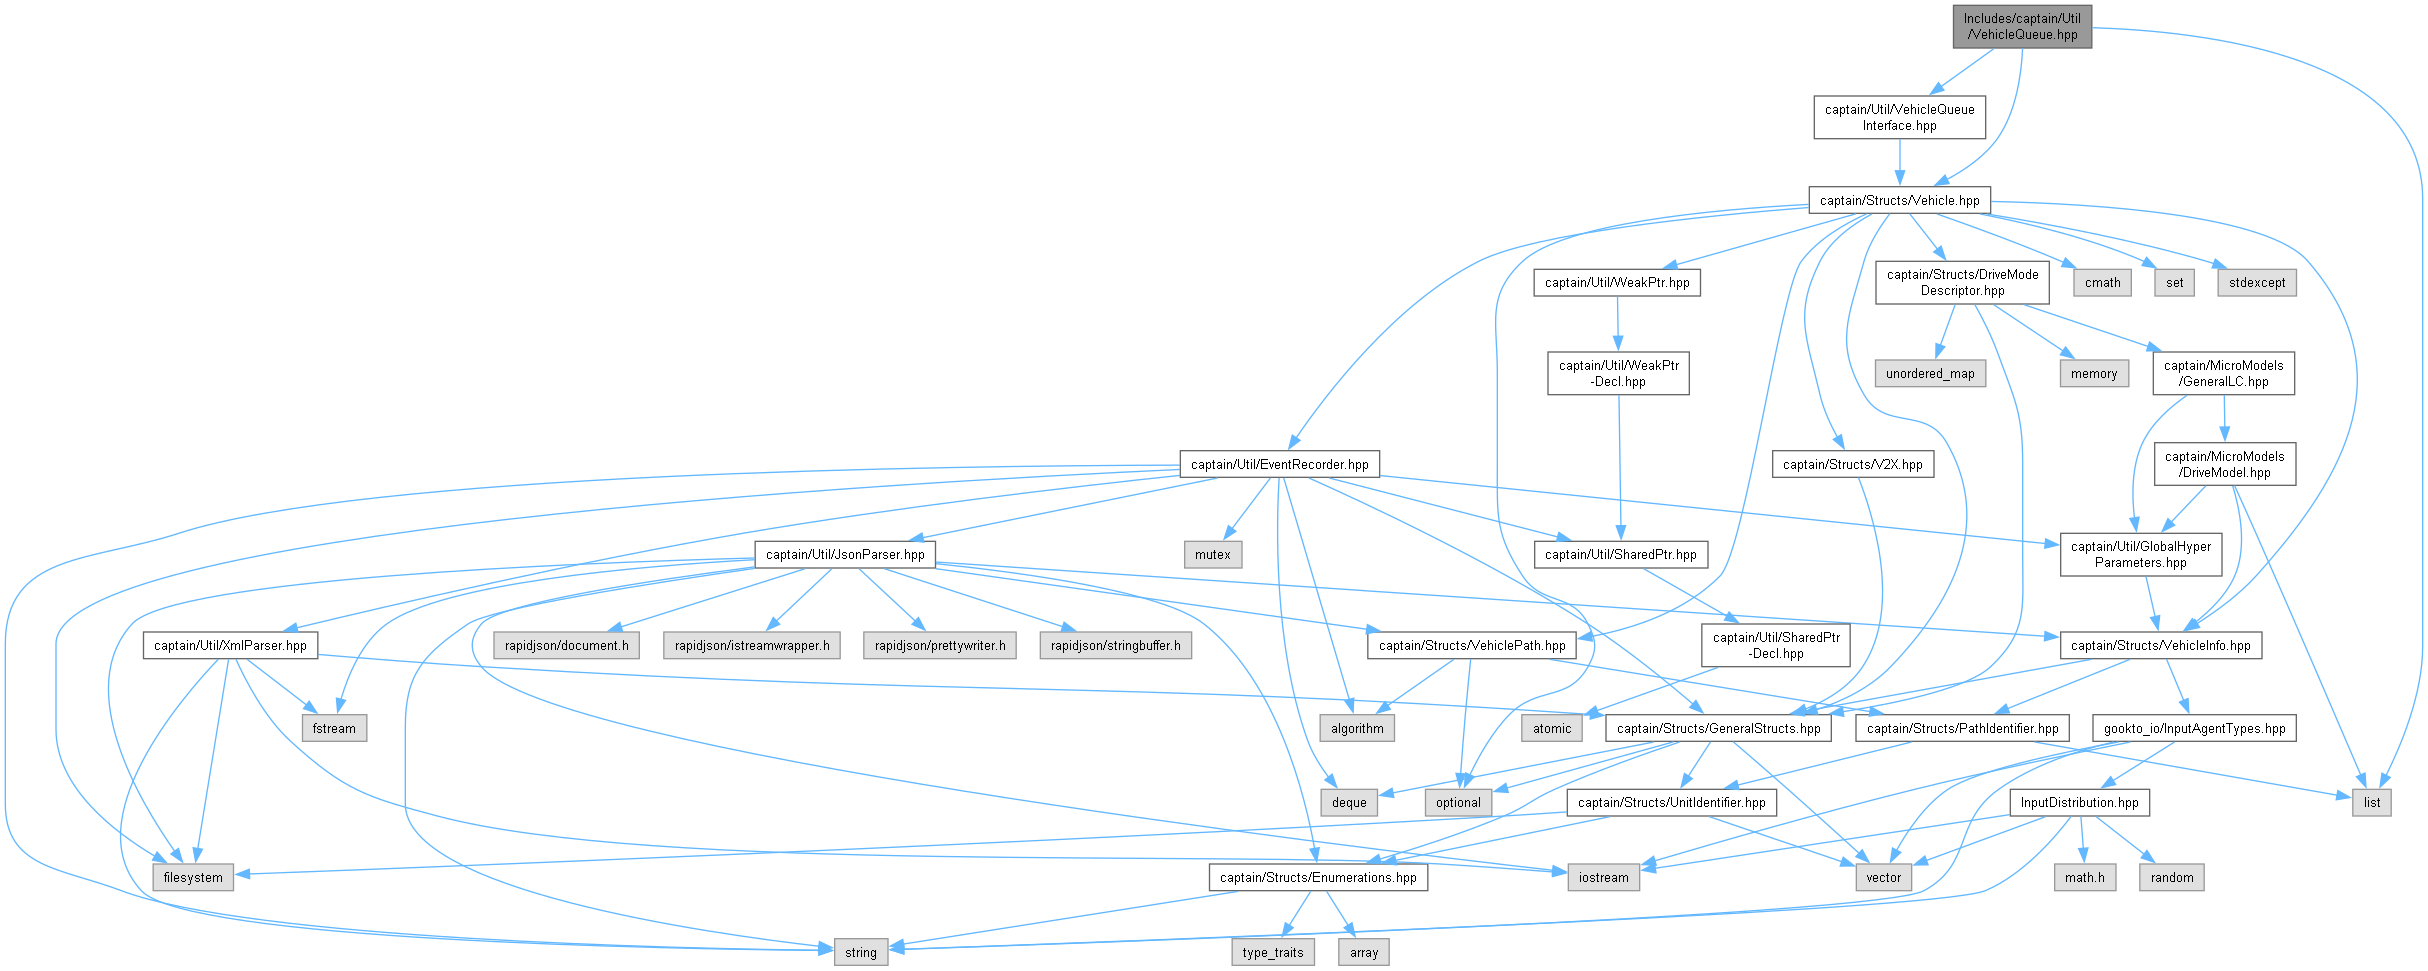 Includes/captain/Util
/VehicleQueue.hpp
captain/Util/VehicleQueue
Interface.hpp
captain/Structs/Vehicle.hpp
captain/Util/WeakPtr.hpp
captain/Structs/DriveMode
Descriptor.hpp
cmath
set
stdexcept
captain/Util/WeakPtr
-Decl.hpp
unordered_map
memory
captain/MicroModels
/GeneralLC.hpp
captain/Util/EventRecorder.hpp
captain/Structs/V2X.hpp
captain/MicroModels
/DriveModel.hpp
captain/Util/JsonParser.hpp
mutex
captain/Util/SharedPtr.hpp
captain/Util/GlobalHyper
Parameters.hpp
captain/Util/XmlParser.hpp
rapidjson/document.h
rapidjson/istreamwrapper.h
rapidjson/prettywriter.h
rapidjson/stringbuffer.h
captain/Structs/VehiclePath.hpp
captain/Util/SharedPtr
-Decl.hpp
captain/Structs/VehicleInfo.hpp
fstream
algorithm
atomic
captain/Structs/GeneralStructs.hpp
captain/Structs/PathIdentifier.hpp
gookto_io/InputAgentTypes.hpp
deque
optional
captain/Structs/UnitIdentifier.hpp
InputDistribution.hpp
list
filesystem
captain/Structs/Enumerations.hpp
iostream
vector
math.h
random
string
type_traits
array